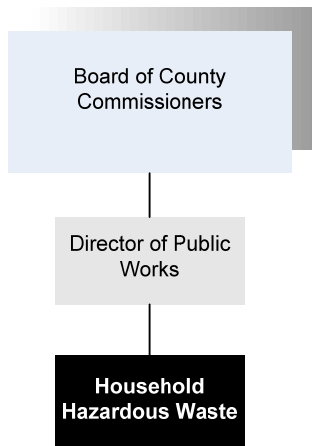 Board of County
Commissioners
Director of Public
Works
Household
Hazardous Waste